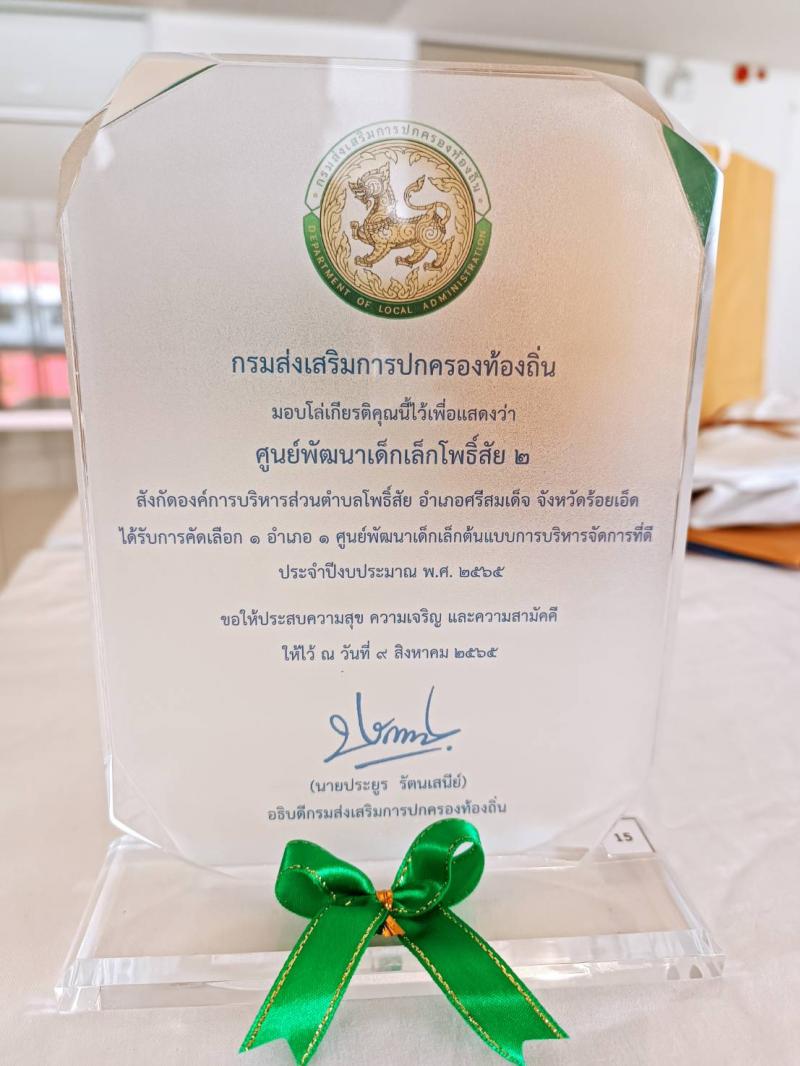 กรมส่งเสริมการปกครองท้องถิ่น
DEPARTMENT OF LOCAL ADMINISTRATION
กรมส่งเสริมการปกครองท้องถิ่น
มอบโล่เกียรติคุณนี้ไว้เพื่อแสดงว่า
ศูนย์พัฒนาเด็กเล็กโพธิ์สัย ๒
สังกัดองค์การบริหารส่วนตำบลโพธิ์สัย อำเภอศรีสมเด็จ จังหวัดร้อยเอ็ด
ได้รับการคัดเลือก ๑ อำเภอ ๑ ศูนย์พัฒนาเด็กเล็กต้นแบบการบริหารจัดการที่ดี
ประจำปีงบประมาณ พ.ศ. ๒๕๖๕
ขอให้ประสบความสุข ความเจริญ และความสามัคคี
ให้ไว้ ณ วันที่ ๙ สิงหาคม ๒๕๖๕
(นายประยูร รัตนเสนีย์)
อธิบดีกรมส่งเสริมการปกครองท้องถิ่น
15